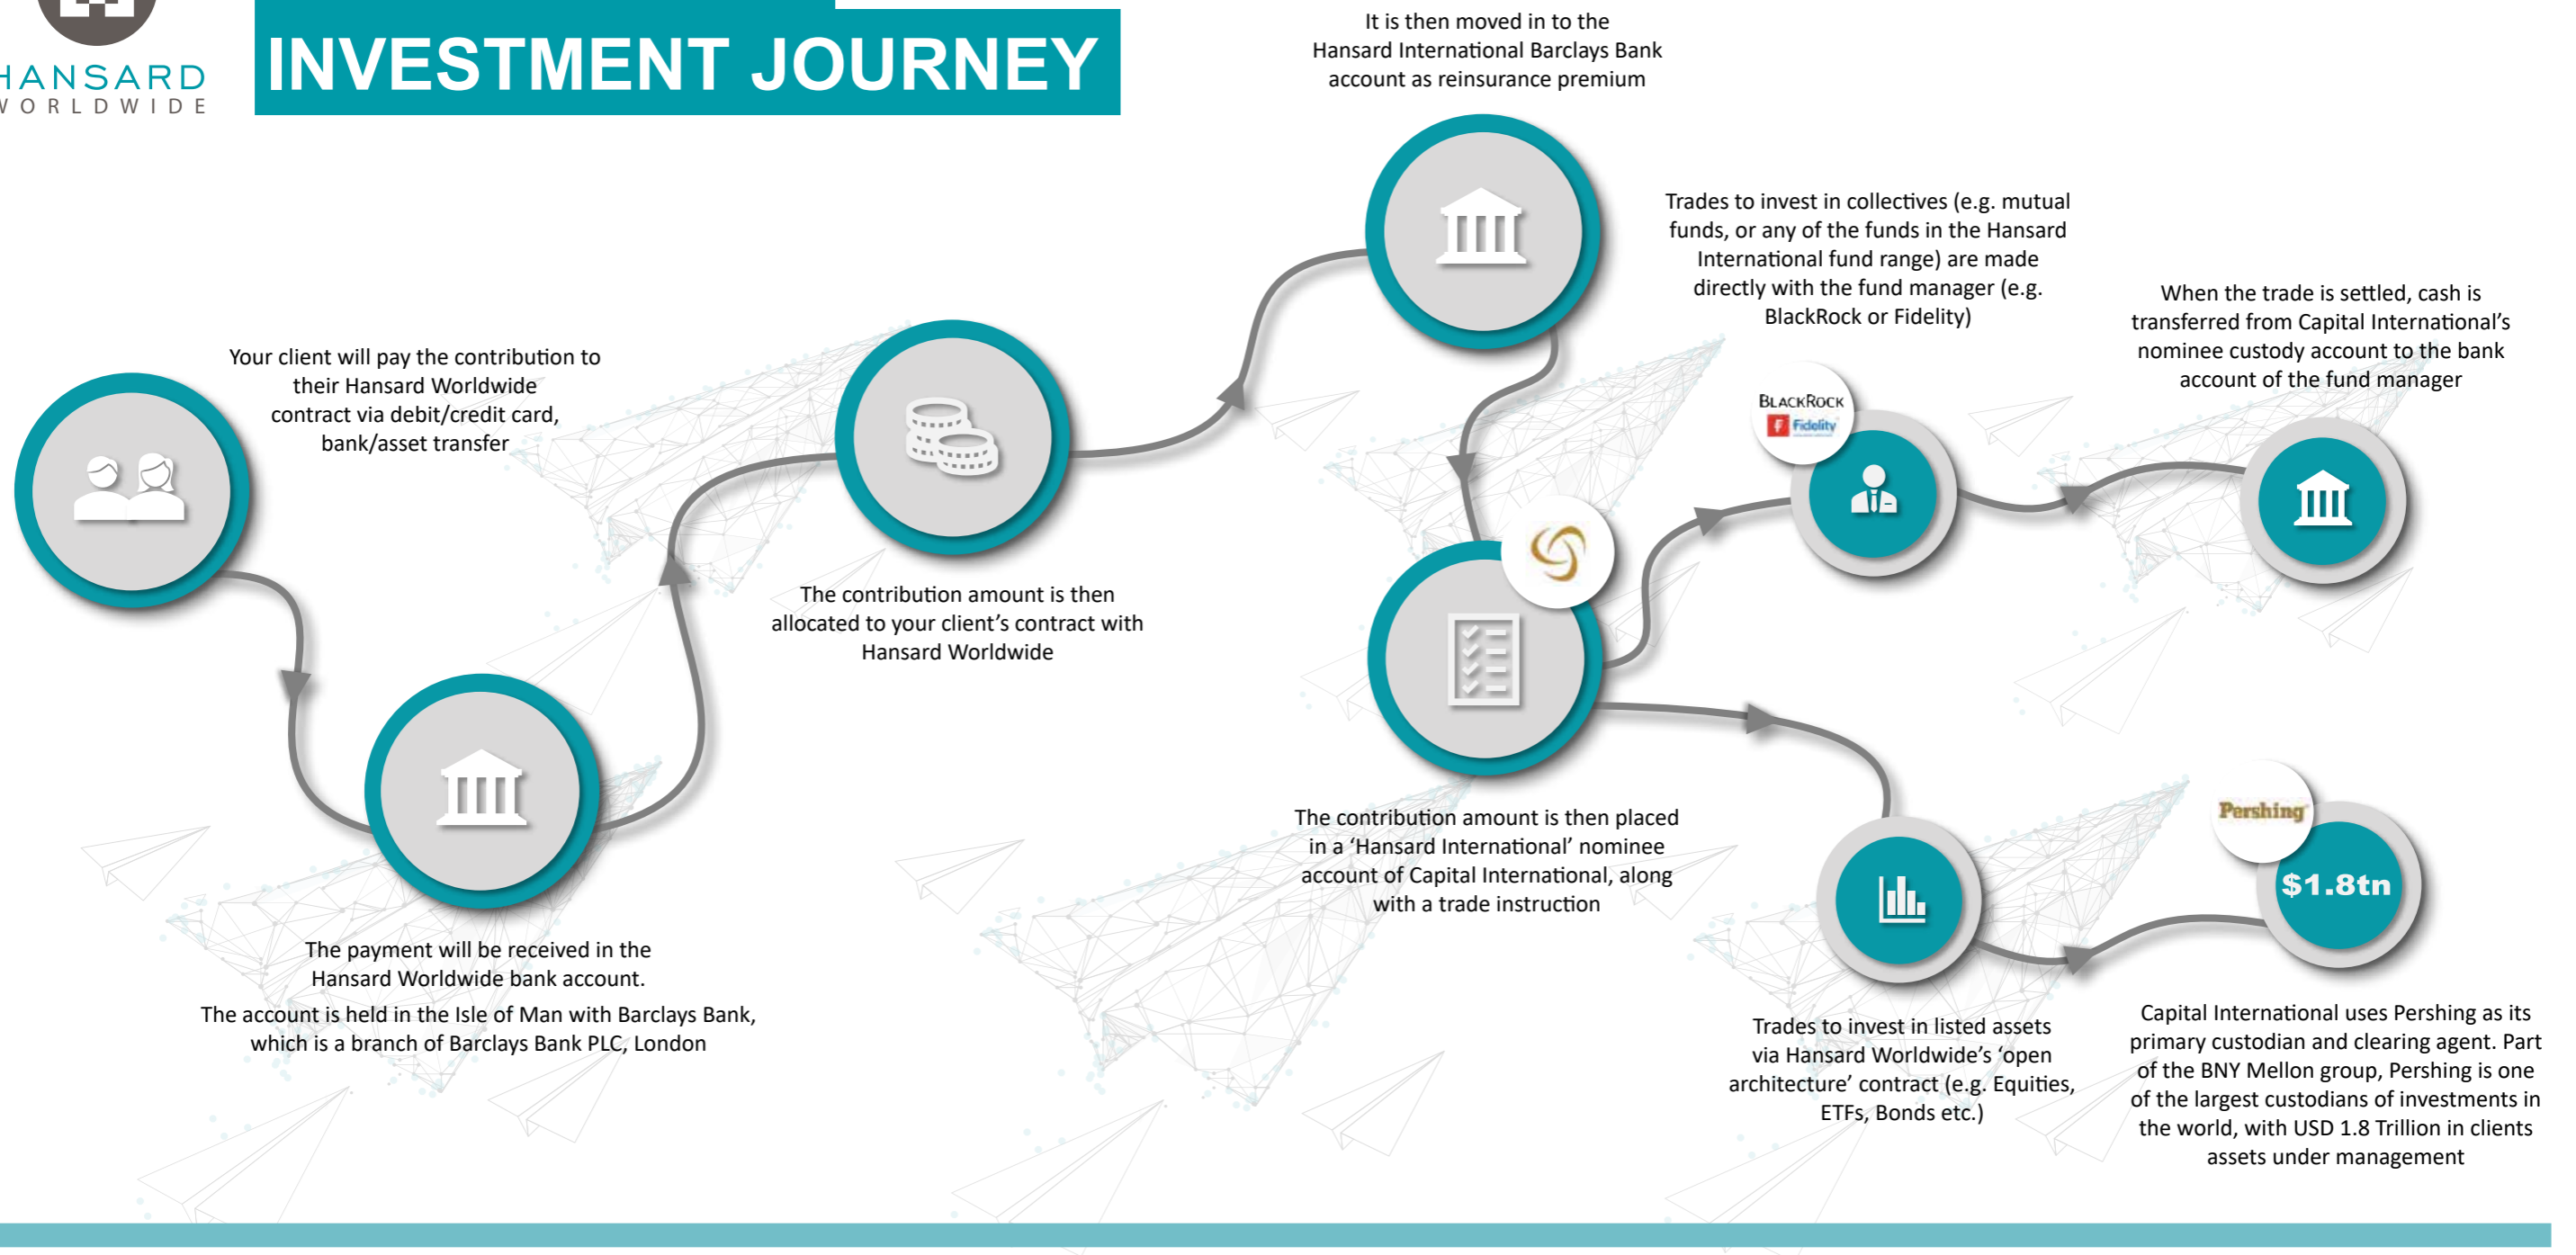 HANSARD
WORLDWIDE
INVESTMENT JOURNEY
Your client will pay the contribution to
their Hansard Worldwide
contract via debit/credit card,
bank/asset transfer
The payment will be received in the
Hansard Worldwide bank account.
The account is held in the Isle of Man with Barclays Bank,
which is a branch of Barclays Bank PLC, London
The contribution amount is then
allocated to your client’s contract with
Hansard Worldwide
It is then moved in to the
Hansard International Barclays Bank
account as reinsurance premium
The contribution amount is then placed
in a ‘Hansard International’ nominee
account of Capital International, along
with a trade instruction
Trades to invest in collectives (e.g. mutual
funds, or any of the funds in the Hansard
International fund range) are made
directly with the fund manager (e.g.
BlackRock or Fidelity)
BLACKROCK
Fidelity
When the trade is settled, cash is
transferred from Capital International’s
nominee custody account to the bank
account of the fund manager
Trades to invest in listed assets
via Hansard Worldwide’s ‘open
architecture’ contract (e.g. Equities,
ETFs, Bonds etc.)
Pershing
$1.8tn
Capital International uses Pershing as its
primary custodian and clearing agent. Part
of the BNY Mellon group, Pershing is one
of the largest custodians of investments in
the world, with USD 1.8 Trillion in clients
assets under management